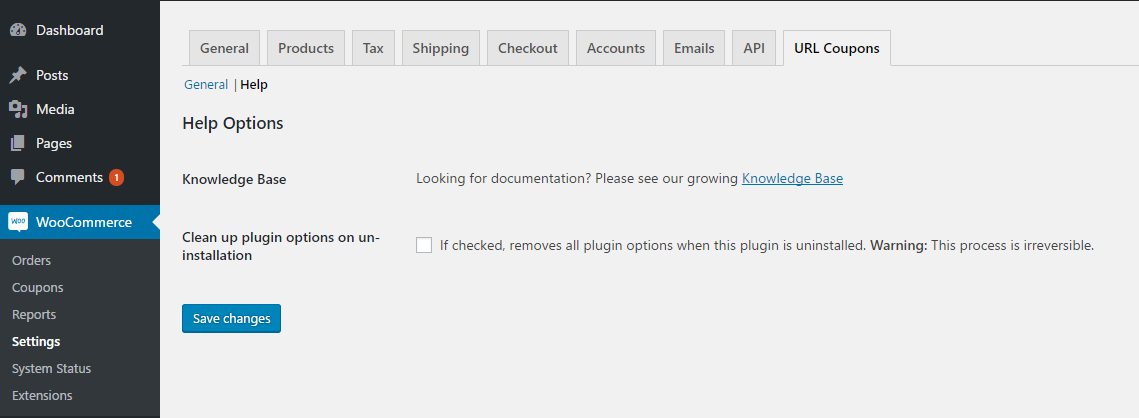 Dashboard
Posts
Media
Pages
Comments 1
WOO WooCommerce
Orders
Coupons
Reports
Settings
System Status
Extensions
General Products Tax Shipping Checkout Accounts Emails API URL Coupons
General | Help
Help Options
Knowledge Base Looking for documentation? Please see our growing Knowledge Base
Clean up plugin options on un-
installation
If checked, removes all plugin options when this plugin is uninstalled. Warning: This process is irreversible.
Save changes